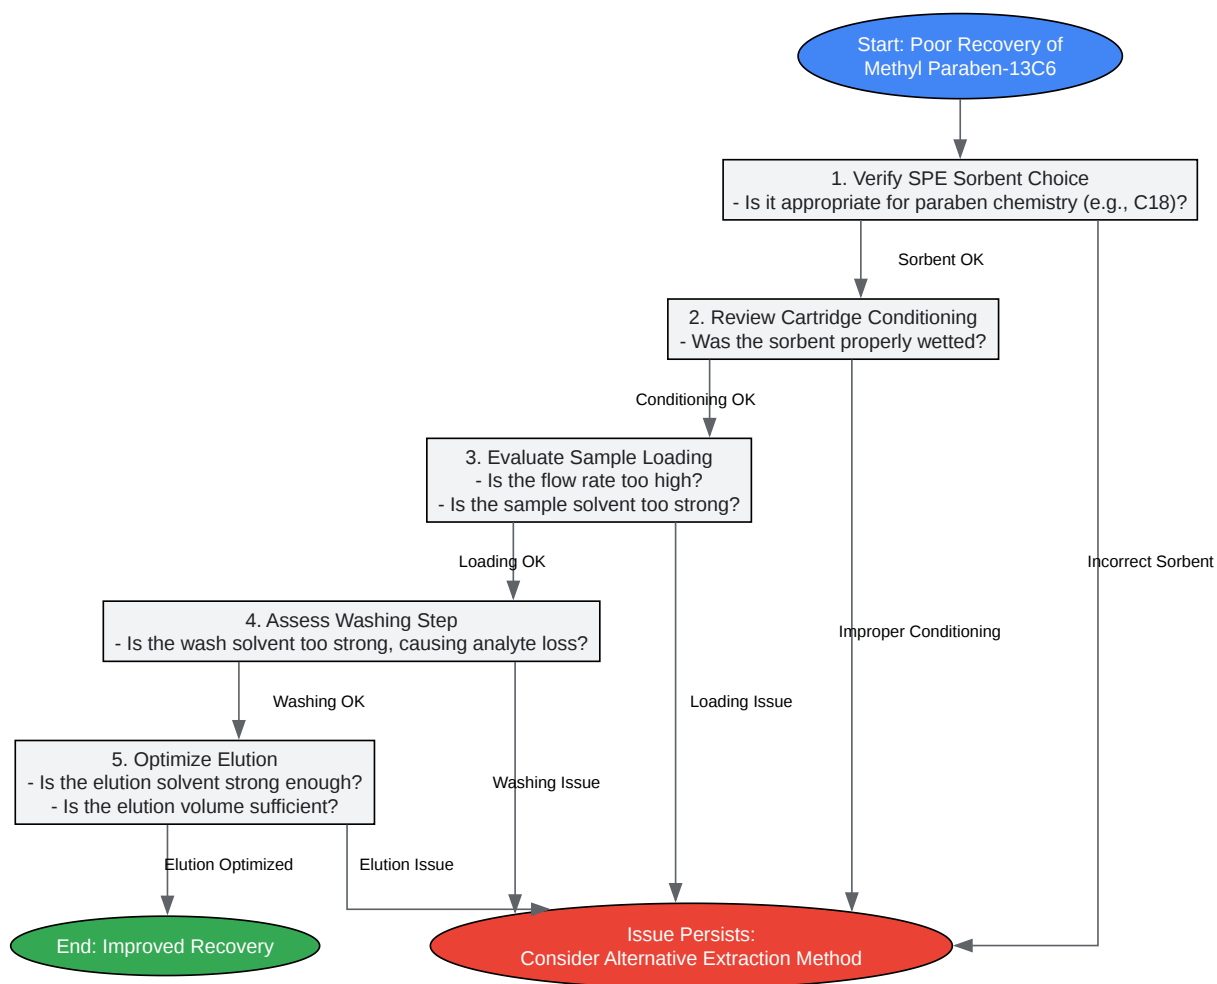 Start: Poor Recovery of
Methyl Paraben-13C6
1. Verify SPE Sorbent Choice
- Is it appropriate for paraben chemistry (e.g., C18)?
Sorbent OK
2. Review Cartridge Conditioning
- Was the sorbent properly wetted?
Conditioning OK
3. Evaluate Sample Loading
- Is the flow rate too high?
- Is the sample solvent too strong?
Loading OK
Incorrect Sorbent
4. Assess Washing Step
- Is the wash solvent too strong, causing analyte loss?
Improper Conditioning
Washing OK
Loading Issue
5. Optimize Elution
- Is the elution solvent strong enough?
- Is the elution volume sufficient?
Washing Issue
Elution Optimized
Elution Issue
End: Improved Recovery
Issue Persists:
Consider Alternative Extraction Method